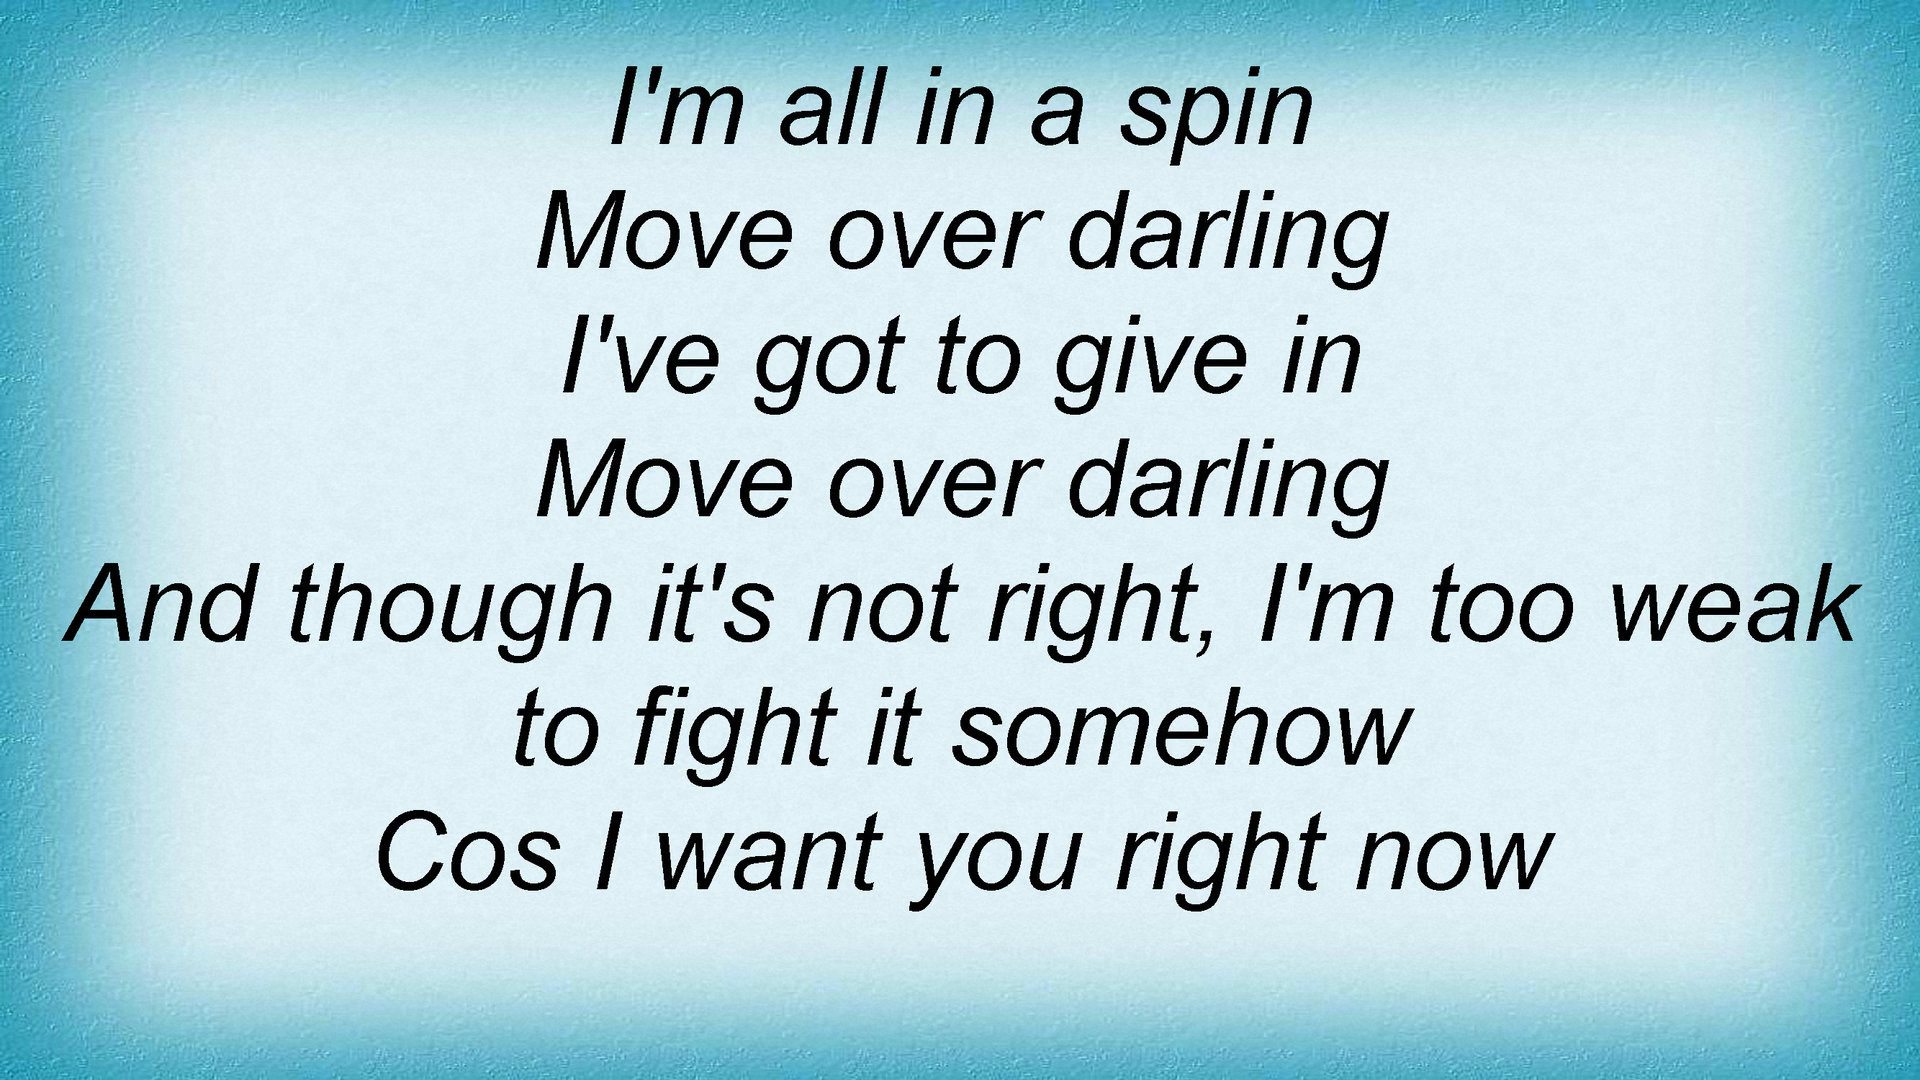 I'm all in a spin
Move over darling
I've got to give in
Move over darling
And though it's not right, I'm too weak
to fight it somehow
Cos I want you right now